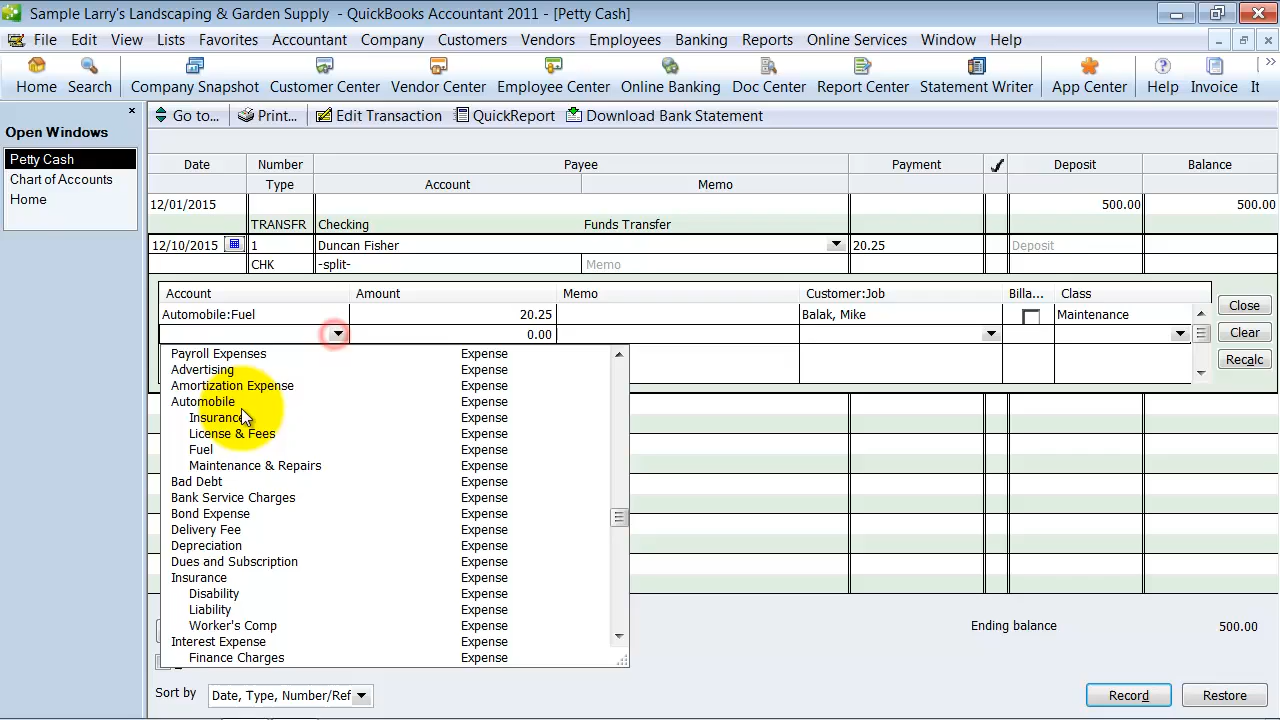 Sample Larry's Landscaping & Garden Supply - QuickBooks Accountant 2011 - [Petty Cash]
File Edit View Lists Favorites Accountant Company Customers Vendors Employees Banking Reports Online Services Window Help
Home Search Company Snapshot Customer Center Vendor Center Employee Center Online Banking Doc Center Report Center Statement Writer App Center Help Invoice It
Go to... Print... Edit Transaction QuickReport Download Bank Statement
Open Windows
Petty Cash
Chart of Accounts
Home
Date Number Payee Payment ✓ Deposit Balance
Type Account Memo
12/01/2015 500.00 500.00
TRANSFR Checking Funds Transfer
12/10/2015 1 Duncan Fisher 20.25 Deposit
CHK -split- Memo
Account Amount Memo Customer:Job Billa... Class
Automobile:Fuel 20.25 Balak, Mike Maintenance
0.00
Close
Clear
Recalc
Payroll Expenses Expense
Advertising Expense
Amortization Expense Expense
Automobile Expense
Insurance Expense
License & Fees Expense
Fuel Expense
Maintenance & Repairs Expense
Bad Debt Expense
Bank Service Charges Expense
Bond Expense Expense
Delivery Fee Expense
Depreciation Expense
Dues and Subscription Expense
Insurance Expense
Disability Expense
Liability Expense
Worker's Comp Expense
Interest Expense Expense
Finance Charges Expense
Ending balance 500.00
Sort by Date, Type, Number/Ref Record Restore